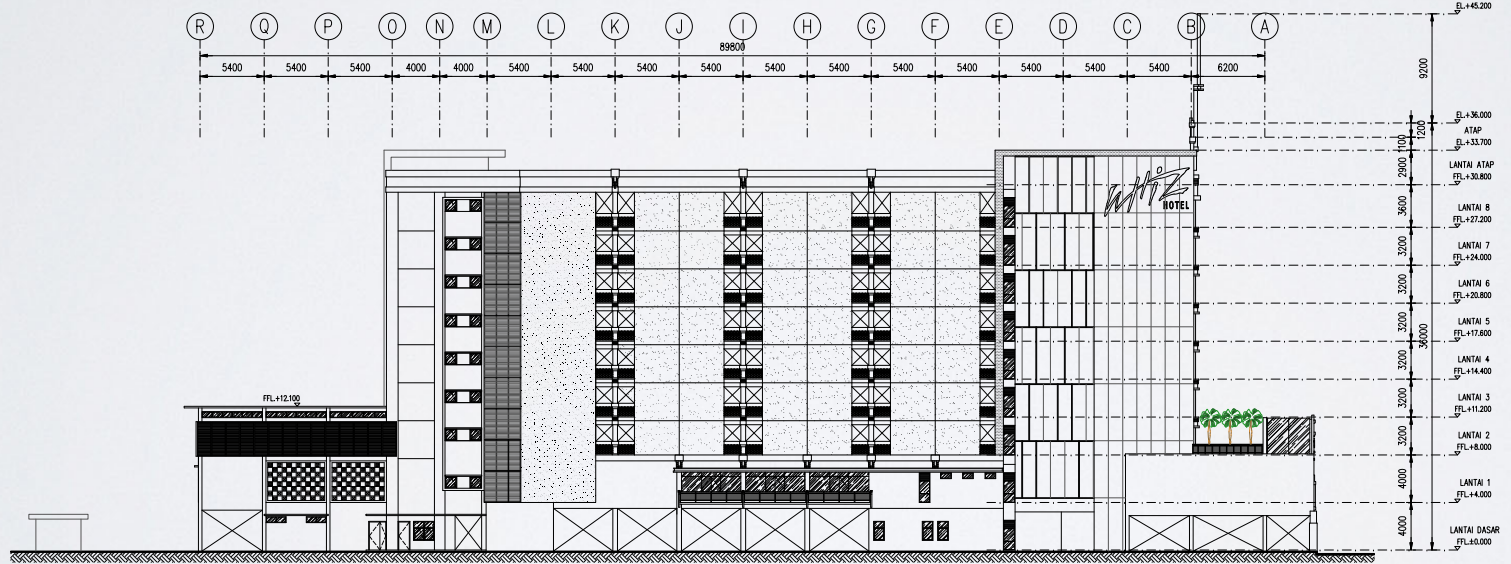 R Q P O N M L K J I H G F E D C B A
89800
5400 5400 5400 4000 4000 5400 5400 5400 5400 5400 5400 5400 5400 5400 5400 5400 6200
EL.+45.200
9200
EL.+36.000
1200
ATAP
EL.+33.700
1100
2900
LANTAI ATAP
FFL.+30.800
3600
LANTAI 8
FFL.+27.200
3200
LANTAI 7
FFL.+24.000
3200
LANTAI 6
FFL.+20.800
3200
LANTAI 5
FFL.+17.600
36000
3200
LANTAI 4
FFL.+14.400
3200
LANTAI 3
FFL.+11.200
3200
LANTAI 2
FFL.+8.000
4000
LANTAI 1
FFL.+4.000
4000
LANTAI DASAR
FFL.±0.000
WHIZ
HOTEL
FFL.+12.100